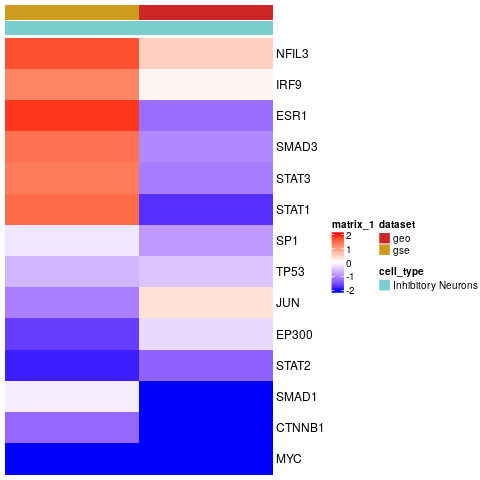 NFIL3
IRF9
ESR1
SMAD3
STAT3
STAT1
SP1
TP53
JUN
EP300
STAT2
SMAD1
CTNNB1
MYC
matrix_1
2
1
0
-1
-2
dataset
geo
gse
cell_type
Inhibitory Neurons